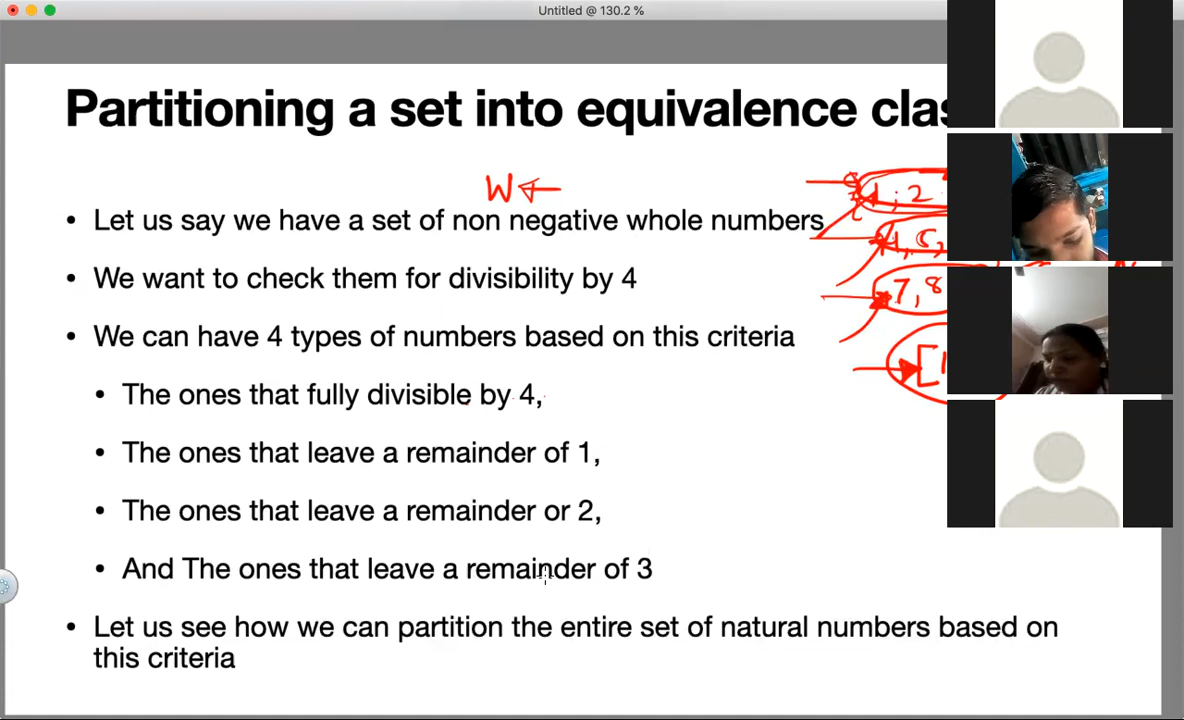 Untitled @ 130.2 %
Partitioning a set into equivalence clas
W
Let us say we have a set of non negative whole numbers
1, 2
We want to check them for divisibility by 4
7, 8
We can have 4 types of numbers based on this criteria
The ones that fully divisible by 4,
The ones that leave a remainder of 1,
The ones that leave a remainder or 2,
And The ones that leave a remainder of 3
Let us see how we can partition the entire set of natural numbers based on
this criteria